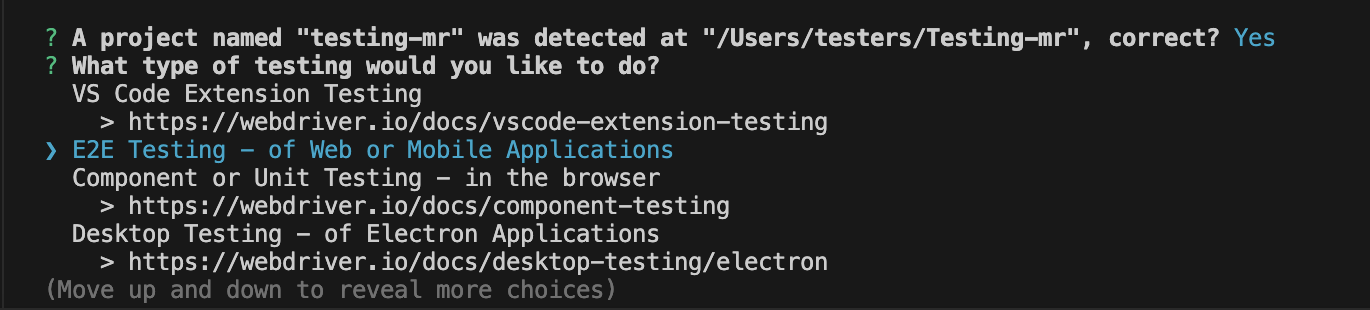 ? A project named "testing-mr" was detected at "/Users/testers/Testing-mr", correct? Yes
? What type of testing would you like to do?
VS Code Extension Testing
> https://webdriver.io/docs/vscode-extension-testing
❯ E2E Testing - of Web or Mobile Applications
Component or Unit Testing - in the browser
> https://webdriver.io/docs/component-testing
Desktop Testing - of Electron Applications
> https://webdriver.io/docs/desktop-testing/electron
(Move up and down to reveal more choices)